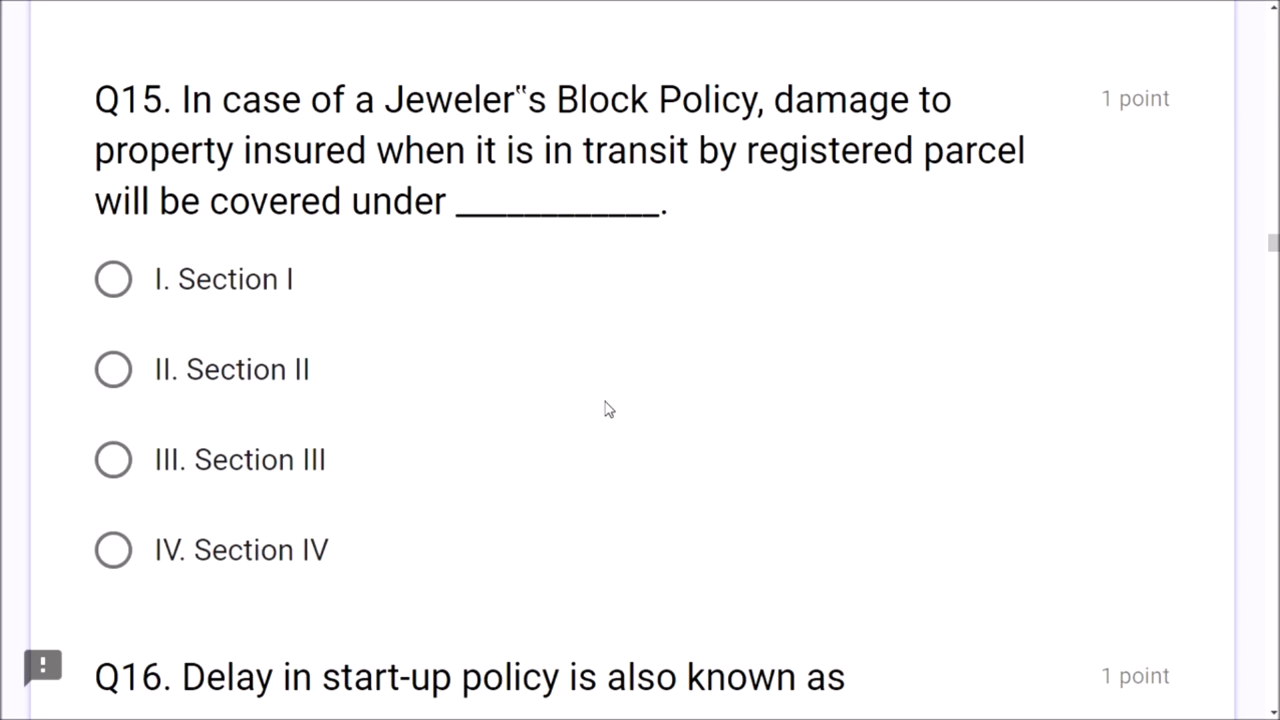 Q15. In case of a Jeweler‟s Block Policy, damage to
1 point
property insured when it is in transit by registered parcel
will be covered under ____________.
I. Section I
II. Section II
III. Section III
IV. Section IV
Q16. Delay in start-up policy is also known as
1 point